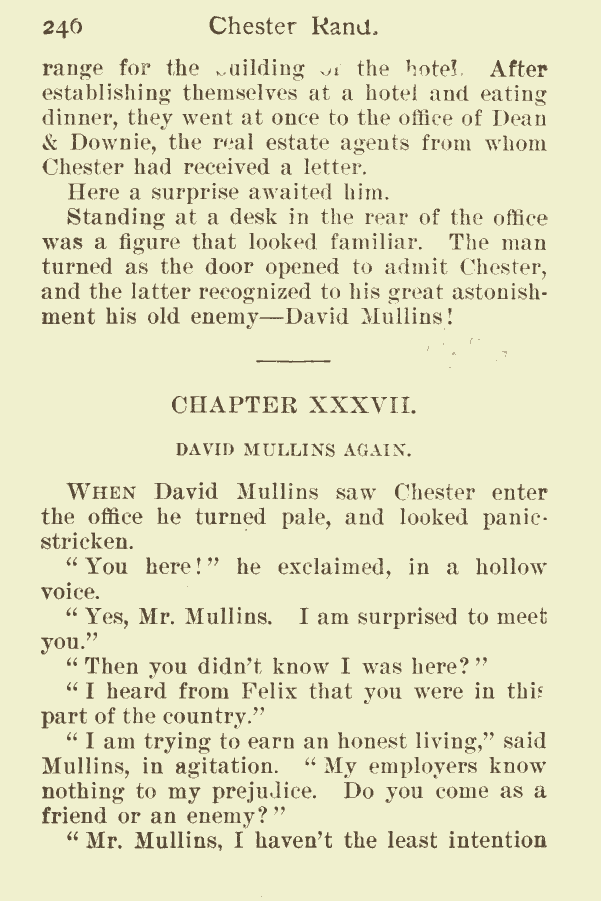 246 Chester Rand.
range for the building of the hotel. After
establishing themselves at a hotel and eating
dinner, they went at once to the office of Dean
& Downie, the real estate agents from whom
Chester had received a letter.
Here a surprise awaited him.
Standing at a desk in the rear of the office
was a figure that looked familiar. The man
turned as the door opened to admit Chester,
and the latter recognized to his great astonish-
ment his old enemy—David Mullins!
CHAPTER XXXVII.
DAVID MULLINS AGAIN.
WHEN David Mullins saw Chester enter
the office he turned pale, and looked panic-
stricken.
“You here!” he exclaimed, in a hollow
voice.
“Yes, Mr. Mullins. I am surprised to meet
you.”
“Then you didn’t know I was here?”
“I heard from Felix that you were in this
part of the country.”
“I am trying to earn an honest living,” said
Mullins, in agitation. “My employers know
nothing to my prejudice. Do you come as a
friend or an enemy?”
“Mr. Mullins, I haven’t the least intention